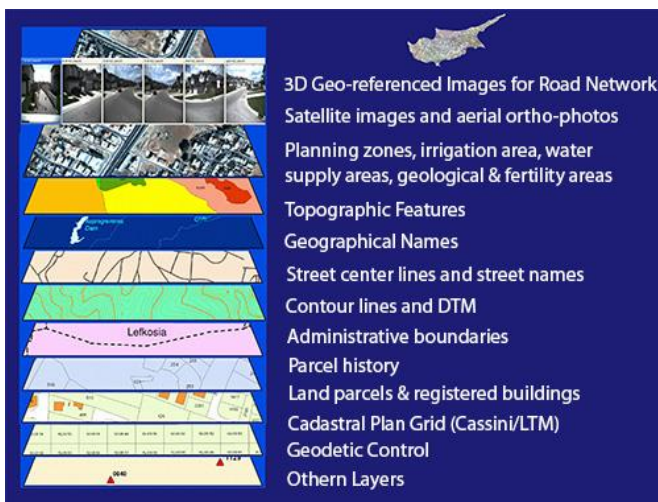 3D Geo-referenced Images for Road Network
Satellite images and aerial ortho-photos
Planning zones, irrigation area, water
supply areas, geological & fertility areas
Topographic Features
Geographical Names
Street center lines and street names
Contour lines and DTM
Administrative boundaries
Parcel history
Land parcels & registered buildings
Cadastral Plan Grid (Cassini/LTM)
Geodetic Control
Othern Layers
Dam
Lefkosia
0040